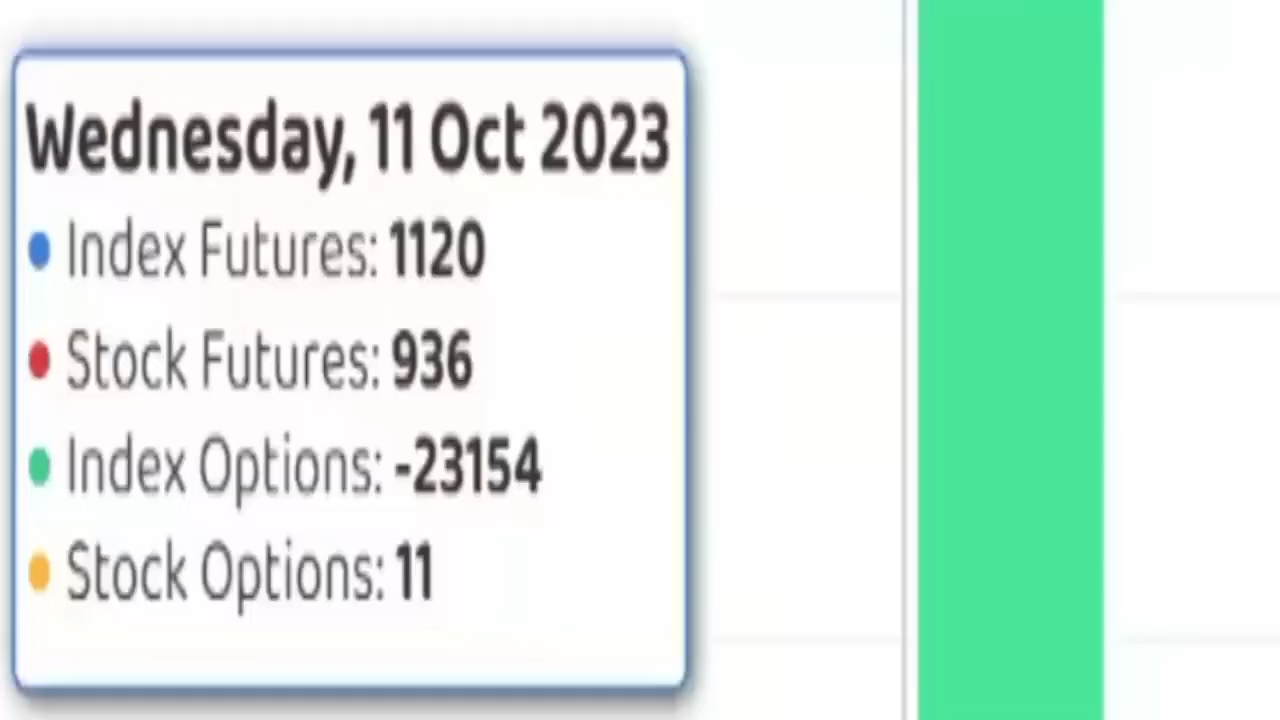 Wednesday, 11 Oct 2023
Index Futures: 1120
Stock Futures: 936
Index Options: -23154
Stock Options: 11